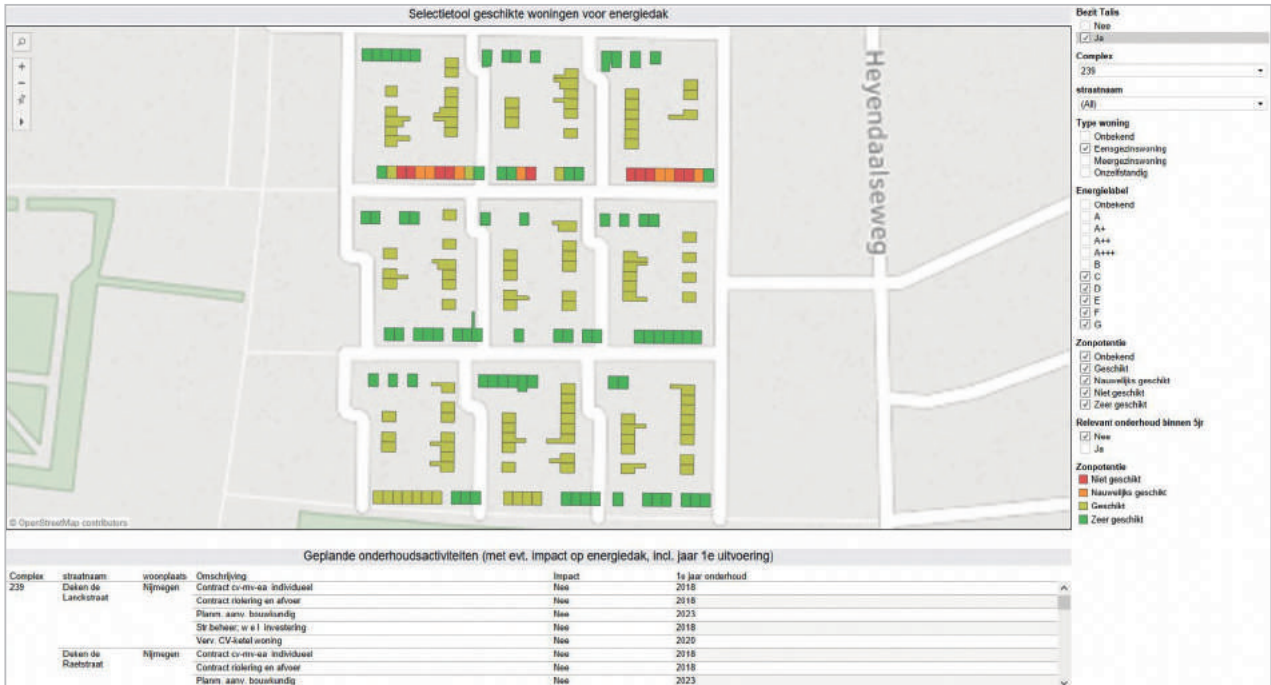 Selectietool geschikte woningen voor energiedak
Heyendaalseweg
© OpenStreetMap contributors
Bezit Talis
Nee
Ja
Complex
239
straatnaam
(All)
Type woning
Onbekend
Eensgezinswoning
Meergezinswoning
Onzelfstandig
Energielabel
Onbekend
A
A+
A++
A+++
B
C
D
E
F
G
Zonpotentie
Onbekend
Geschikt
Nauwelijks geschikt
Niet geschikt
Zeer geschikt
Relevant onderhoud binnen 5jr
Nee
Ja
Zonpotentie
Niet geschikt
Nauwelijks geschikt
Geschikt
Zeer geschikt
Geplande onderhoudsactiviteiten (met evt. impact op energiedak, incl. jaar 1e uitvoering)
Complex straatnaam woonplaats Omschrijving Impact 1e jaar onderhoud
239 Deken de Nijmegen Contract cv-mv-ea individueel Nee 2018
Lanckstraat Contract riolering en afvoer Nee 2018
Planm. aanv. bouwkundig Nee 2023
Str.beheer, w e l investering Nee 2018
Verv. CV-ketel woning Nee 2020
Deken de Nijmegen Contract cv-mv-ea individueel Nee 2018
Raetstraat Contract riolering en afvoer Nee 2018
Planm. aanv. bouwkundig Nee 2023